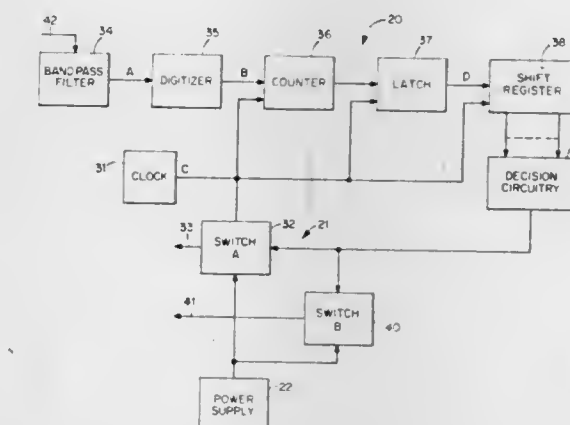 42
34
35
36
20
37
38
BANDPASS
FILTER
A
DIGITIZER
B
COUNTER
LATCH
D
SHIFT
REGISTER
31
CLOCK
C
DECISION
CIRCUITRY
33
32
21
SWITCH
A
41
SWITCH
B
40
22
POWER
SUPPLY